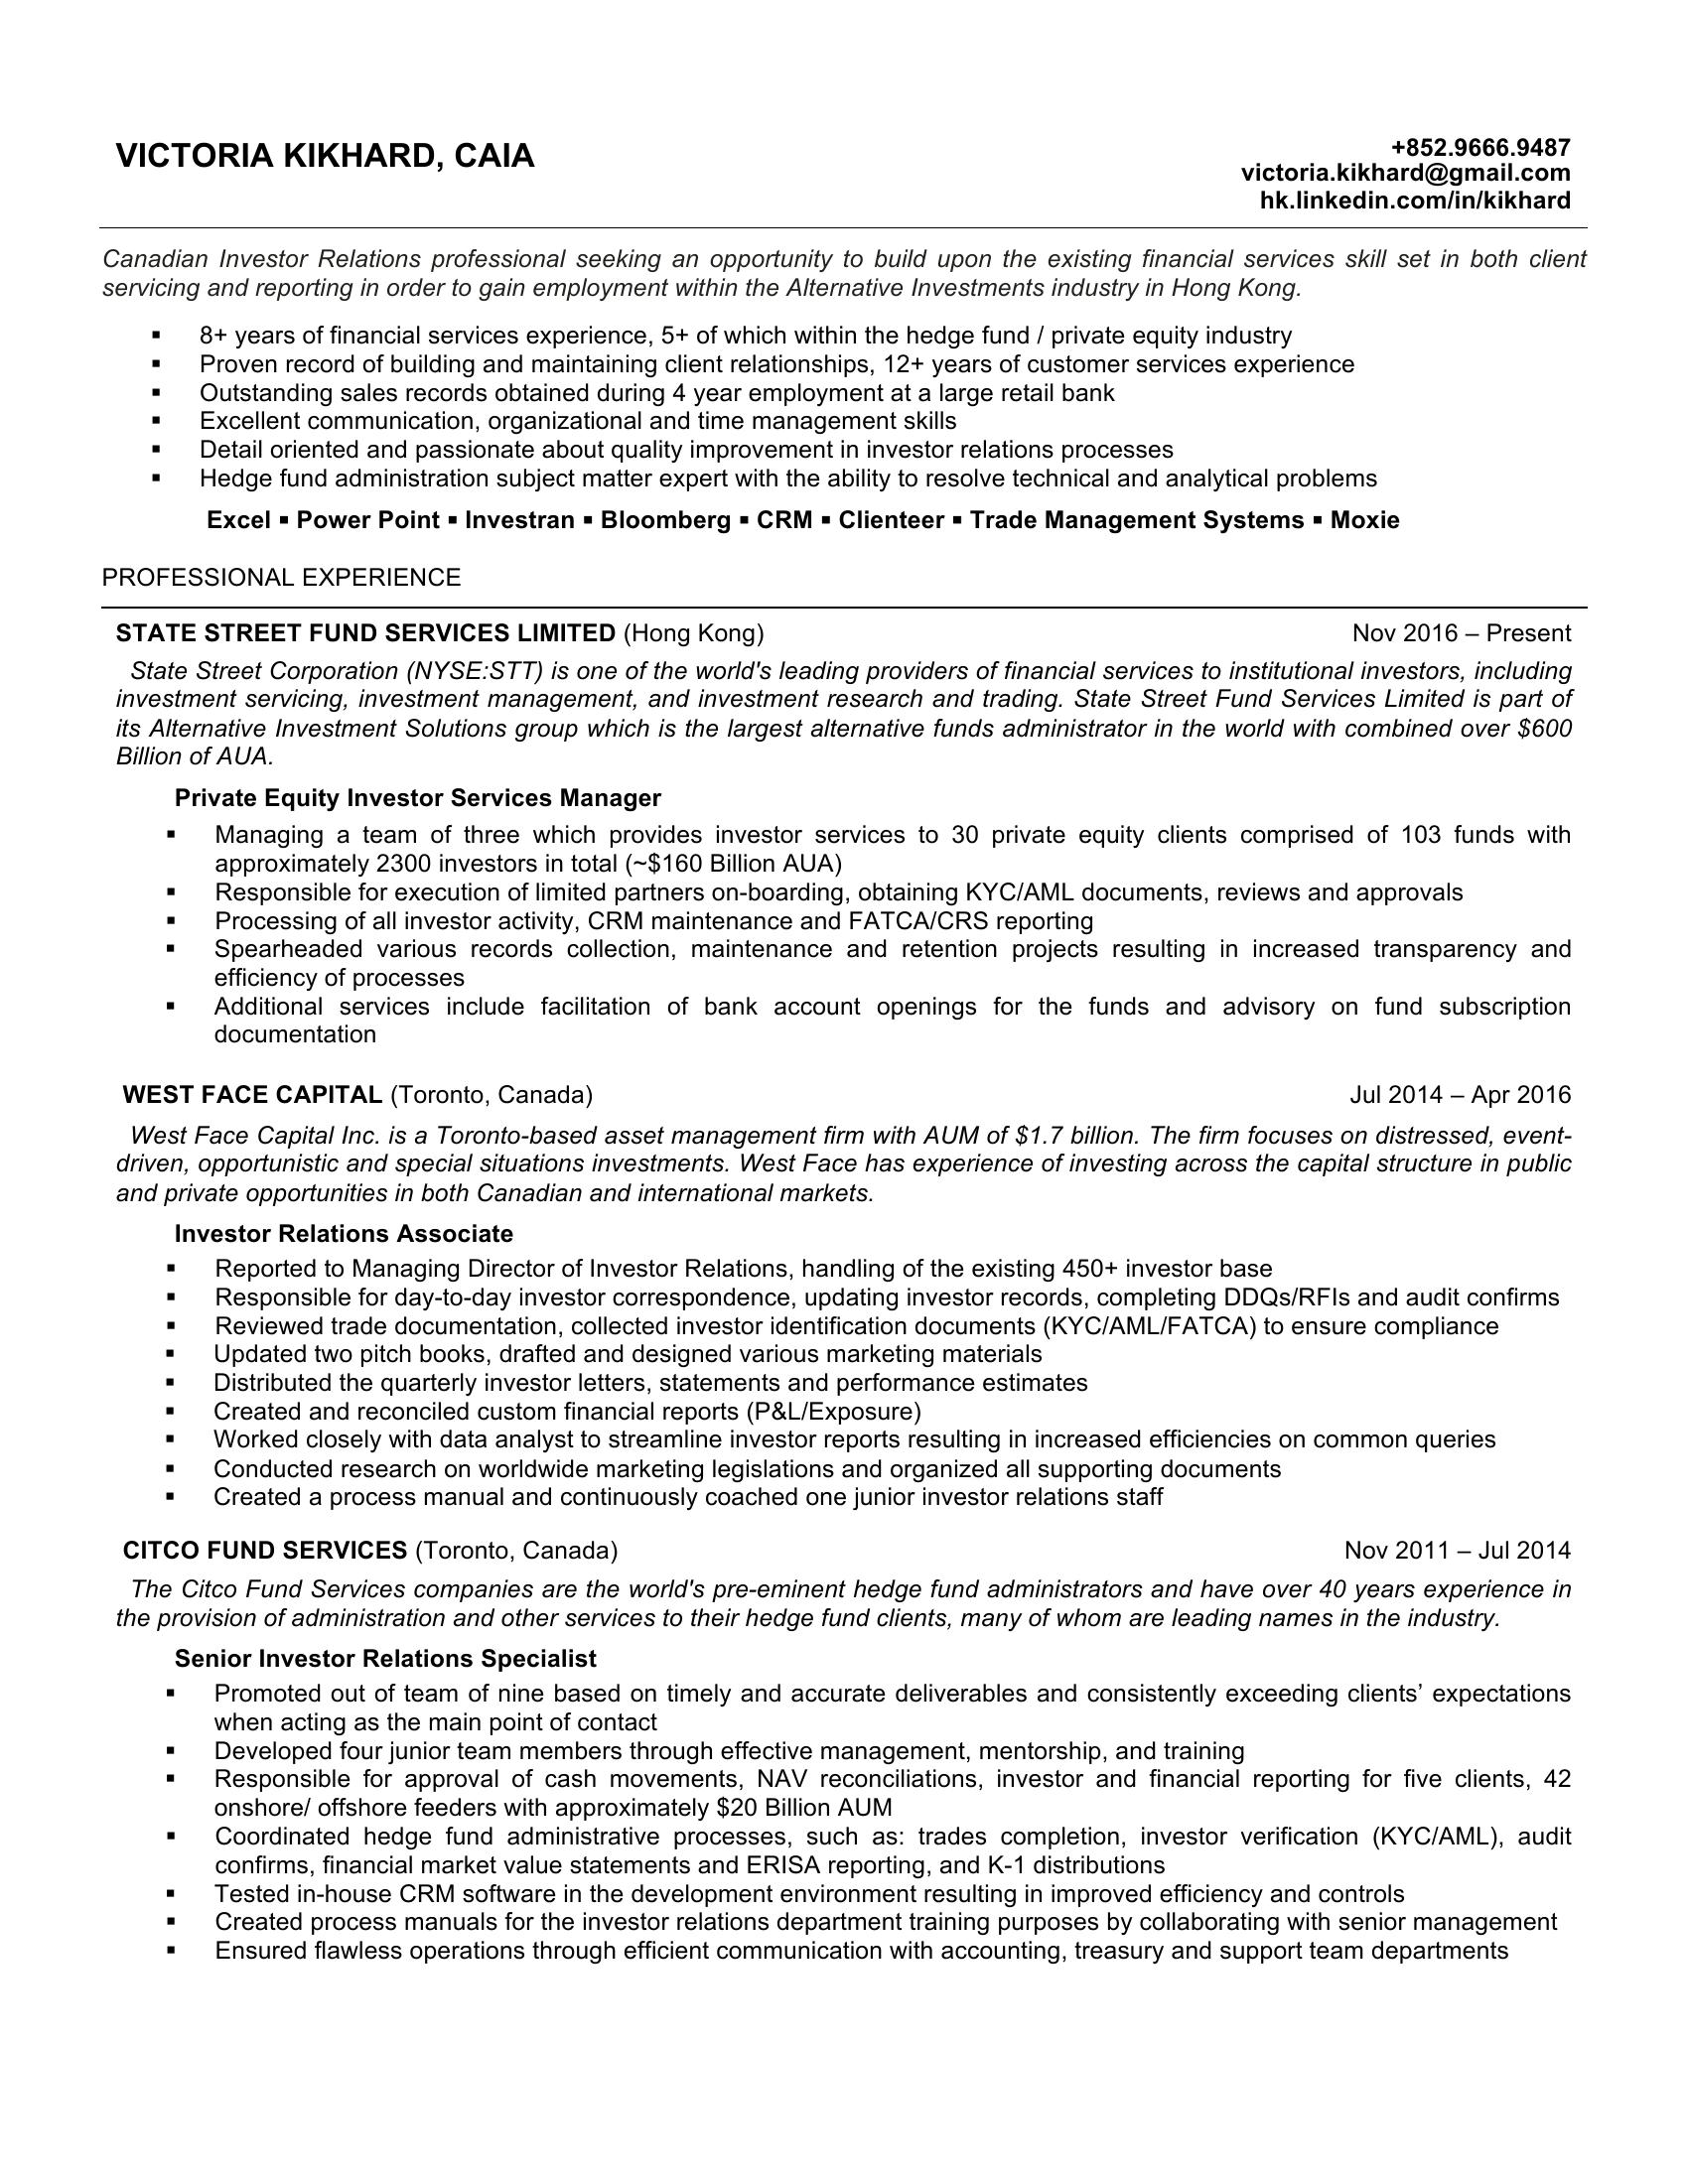 VICTORIA KIKHARD, CAIA
+852.9666.9487
victoria.kikhard@gmail.com
hk.linkedin.com/in/kikhard
Canadian Investor Relations professional seeking an opportunity to build upon the existing financial services skill set in both client
servicing and reporting in order to gain employment within the Alternative Investments industry in Hong Kong.
▪ 8+ years of financial services experience, 5+ of which within the hedge fund / private equity industry
▪ Proven record of building and maintaining client relationships, 12+ years of customer services experience
▪ Outstanding sales records obtained during 4 year employment at a large retail bank
▪ Excellent communication, organizational and time management skills
▪ Detail oriented and passionate about quality improvement in investor relations processes
▪ Hedge fund administration subject matter expert with the ability to resolve technical and analytical problems
Excel ▪ Power Point ▪ Investran ▪ Bloomberg ▪ CRM ▪ Clienteer ▪ Trade Management Systems ▪ Moxie
PROFESSIONAL EXPERIENCE
STATE STREET FUND SERVICES LIMITED (Hong Kong) Nov 2016 – Present
State Street Corporation (NYSE:STT) is one of the world's leading providers of financial services to institutional investors, including
investment servicing, investment management, and investment research and trading. State Street Fund Services Limited is part of
its Alternative Investment Solutions group which is the largest alternative funds administrator in the world with combined over $600
Billion of AUA.
Private Equity Investor Services Manager
▪ Managing a team of three which provides investor services to 30 private equity clients comprised of 103 funds with
approximately 2300 investors in total (~$160 Billion AUA)
▪ Responsible for execution of limited partners on-boarding, obtaining KYC/AML documents, reviews and approvals
▪ Processing of all investor activity, CRM maintenance and FATCA/CRS reporting
▪ Spearheaded various records collection, maintenance and retention projects resulting in increased transparency and
efficiency of processes
▪ Additional services include facilitation of bank account openings for the funds and advisory on fund subscription
documentation
WEST FACE CAPITAL (Toronto, Canada) Jul 2014 – Apr 2016
West Face Capital Inc. is a Toronto-based asset management firm with AUM of $1.7 billion. The firm focuses on distressed, event-
driven, opportunistic and special situations investments. West Face has experience of investing across the capital structure in public
and private opportunities in both Canadian and international markets.
Investor Relations Associate
▪ Reported to Managing Director of Investor Relations, handling of the existing 450+ investor base
▪ Responsible for day-to-day investor correspondence, updating investor records, completing DDQs/RFIs and audit confirms
▪ Reviewed trade documentation, collected investor identification documents (KYC/AML/FATCA) to ensure compliance
▪ Updated two pitch books, drafted and designed various marketing materials
▪ Distributed the quarterly investor letters, statements and performance estimates
▪ Created and reconciled custom financial reports (P&L/Exposure)
▪ Worked closely with data analyst to streamline investor reports resulting in increased efficiencies on common queries
▪ Conducted research on worldwide marketing legislations and organized all supporting documents
▪ Created a process manual and continuously coached one junior investor relations staff
CITCO FUND SERVICES (Toronto, Canada) Nov 2011 – Jul 2014
The Citco Fund Services companies are the world's pre-eminent hedge fund administrators and have over 40 years experience in
the provision of administration and other services to their hedge fund clients, many of whom are leading names in the industry.
Senior Investor Relations Specialist
▪ Promoted out of team of nine based on timely and accurate deliverables and consistently exceeding clients’ expectations
when acting as the main point of contact
▪ Developed four junior team members through effective management, mentorship, and training
▪ Responsible for approval of cash movements, NAV reconciliations, investor and financial reporting for five clients, 42
onshore/ offshore feeders with approximately $20 Billion AUM
▪ Coordinated hedge fund administrative processes, such as: trades completion, investor verification (KYC/AML), audit
confirms, financial market value statements and ERISA reporting, and K-1 distributions
▪ Tested in-house CRM software in the development environment resulting in improved efficiency and controls
▪ Created process manuals for the investor relations department training purposes by collaborating with senior management
▪ Ensured flawless operations through efficient communication with accounting, treasury and support team departments